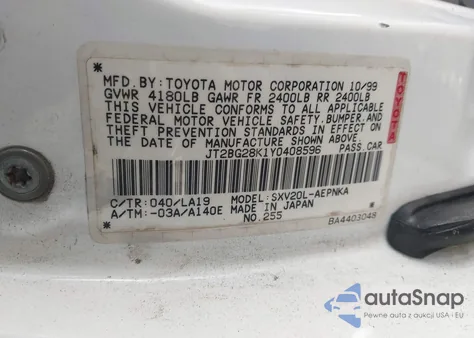 MFD. BY: TOYOTA MOTOR CORPORATION 10/99
GVWR 4180LB GAWR FR 2400LB RR 2400LB
THIS VEHICLE CONFORMS TO ALL APPLICABLE
FEDERAL MOTOR VEHICLE SAFETY, BUMPER, AND
THEFT PREVENTION STANDARDS IN EFFECT ON
THE DATE OF MANUFACTURE SHOWN ABOVE.
JT2BG28K1Y0408596 PASS. CAR
TOYOTA
C/TR: 040/LA19 MODEL: SXV20L-AEPNKA
A/TM: -03A/A140E MADE IN JAPAN
NO. 255 BA4403048
autoSnap
Pewne auta z aukcji USA i EU